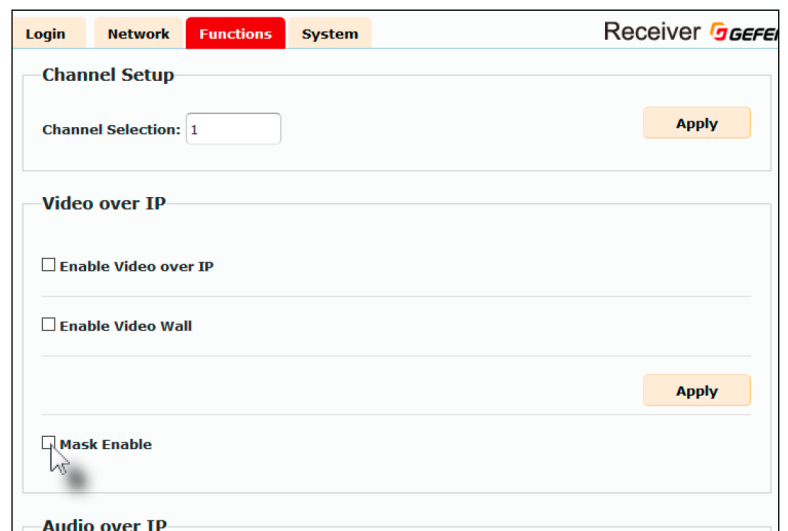 Login Network Functions System Receiver GEFE
Channel Setup
Channel Selection: 1 Apply
Video over IP
Enable Video over IP
Enable Video Wall
Apply
Mask Enable
Audio over IP